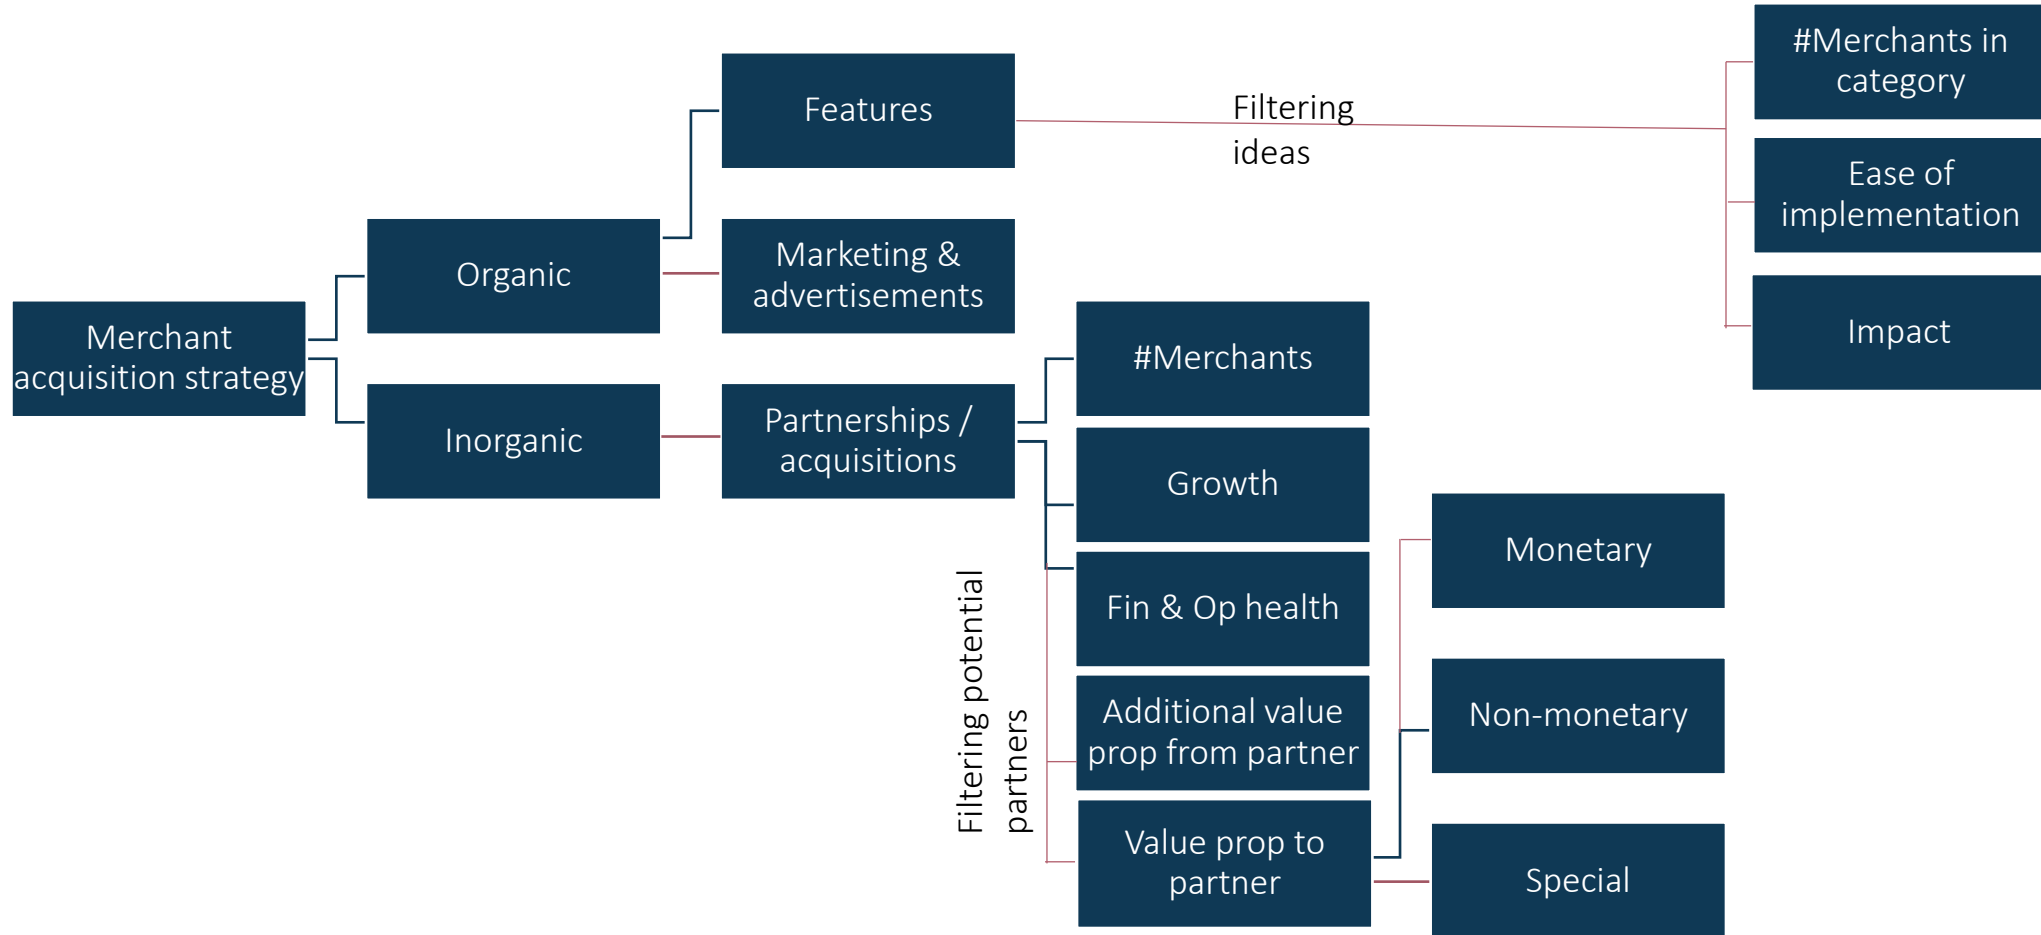 Merchant
acquisition strategy
Organic
Inorganic
Features
Marketing &
advertisements
Partnerships /
acquisitions
Filtering
ideas
#Merchants in
category
Ease of
implementation
Impact
Filtering potential
partners
#Merchants
Growth
Fin & Op health
Additional value
prop from partner
Value prop to
partner
Monetary
Non-monetary
Special